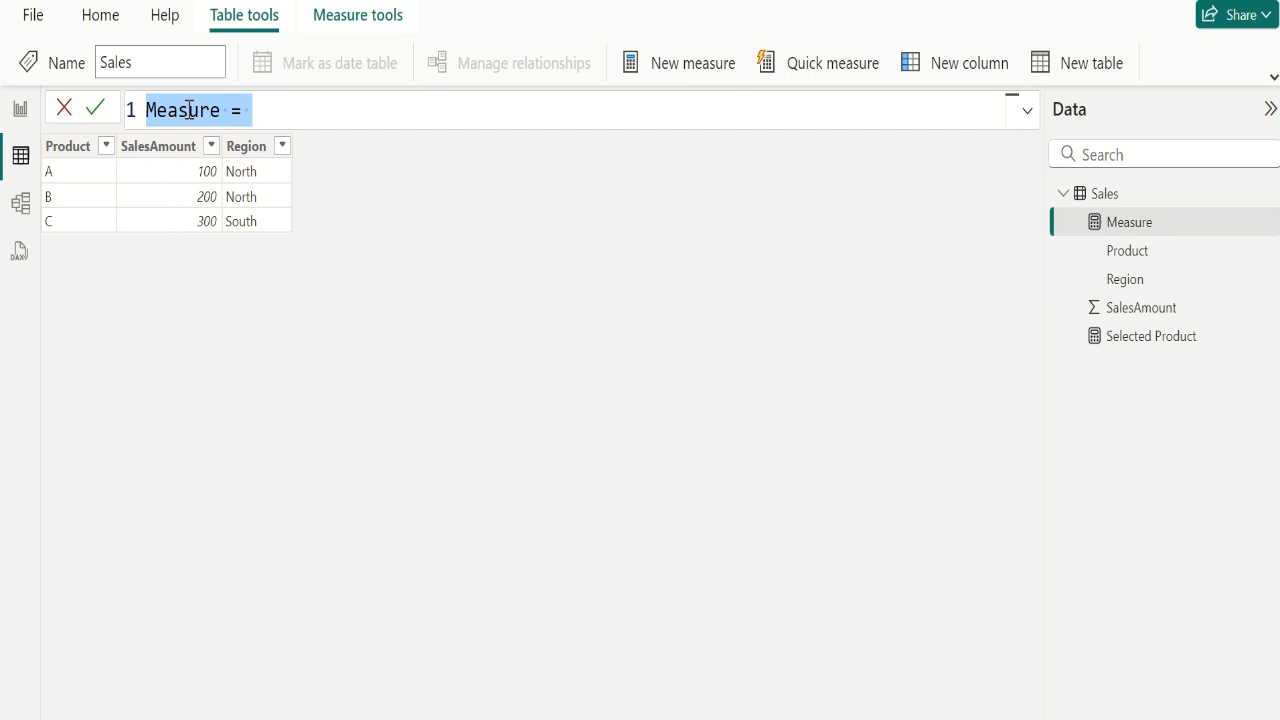 File Home Help Table tools Measure tools Share
Name Sales Mark as date table Manage relationships New measure Quick measure New column New table
1 Measure =
Data
Product SalesAmount Region
A 100 North
B 200 North
C 300 South
Search
Sales
Measure
Product
Region
SalesAmount
Selected Product
DAX